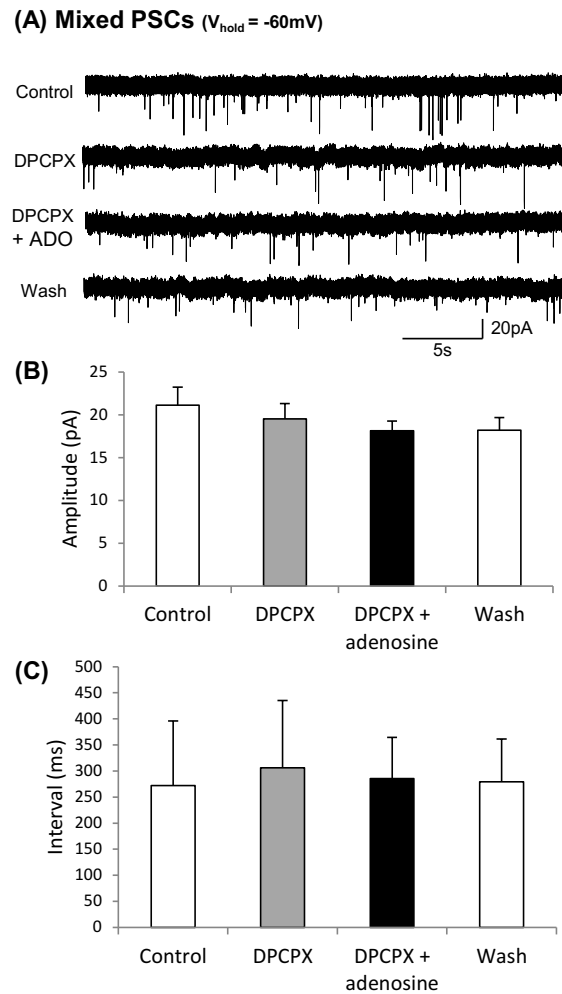 (A) Mixed PSCs (Vhold = -60mV)
Control
DPCPX
DPCPX
+ ADO
Wash
20pA
5s
(B)
Amplitude (pA)
25
20
15
10
5
0
Control
DPCPX
DPCPX +
adenosine
Wash
(C)
Interval (ms)
500
450
400
350
300
250
200
150
100
50
0
Control
DPCPX
DPCPX +
adenosine
Wash